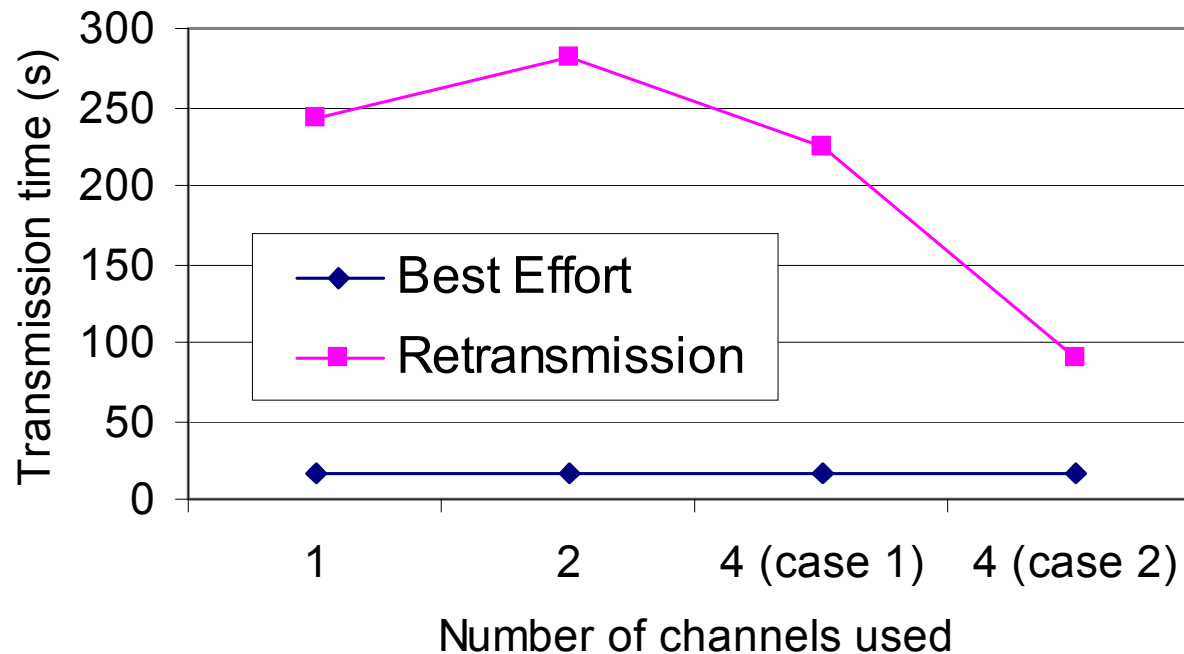 Transmission time (s)
300
250
200
150
100
50
0
Best Effort
Retransmission
1 2 4 (case 1) 4 (case 2)
Number of channels used